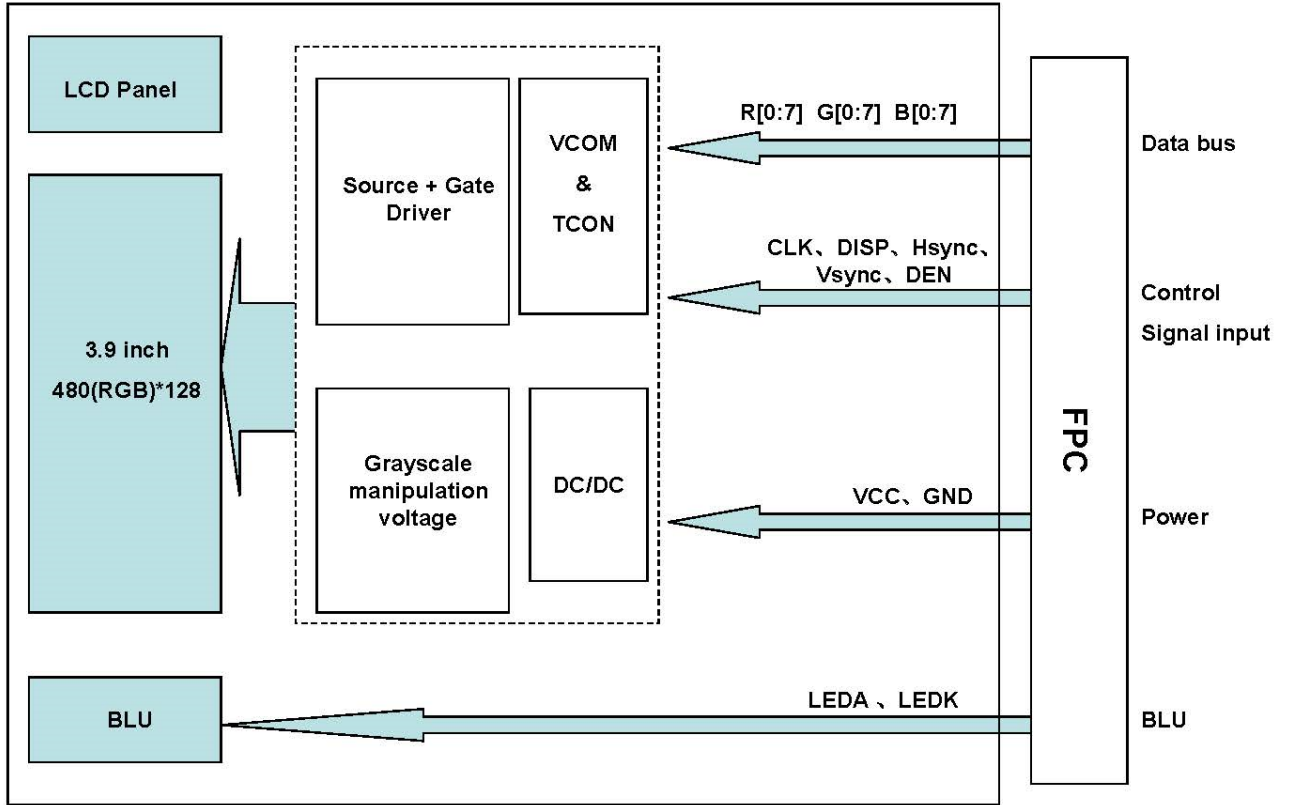 LCD Panel
3.9 inch
480(RGB)*128
BLU
Source + Gate
Driver
VCOM
&
TCON
Grayscale
manipulation
voltage
DC/DC
R[0:7] G[0:7] B[0:7]
CLK、DISP、Hsync、
Vsync、DEN
VCC、GND
LEDA 、LEDK
FPC
Data bus
Control
Signal input
Power
BLU